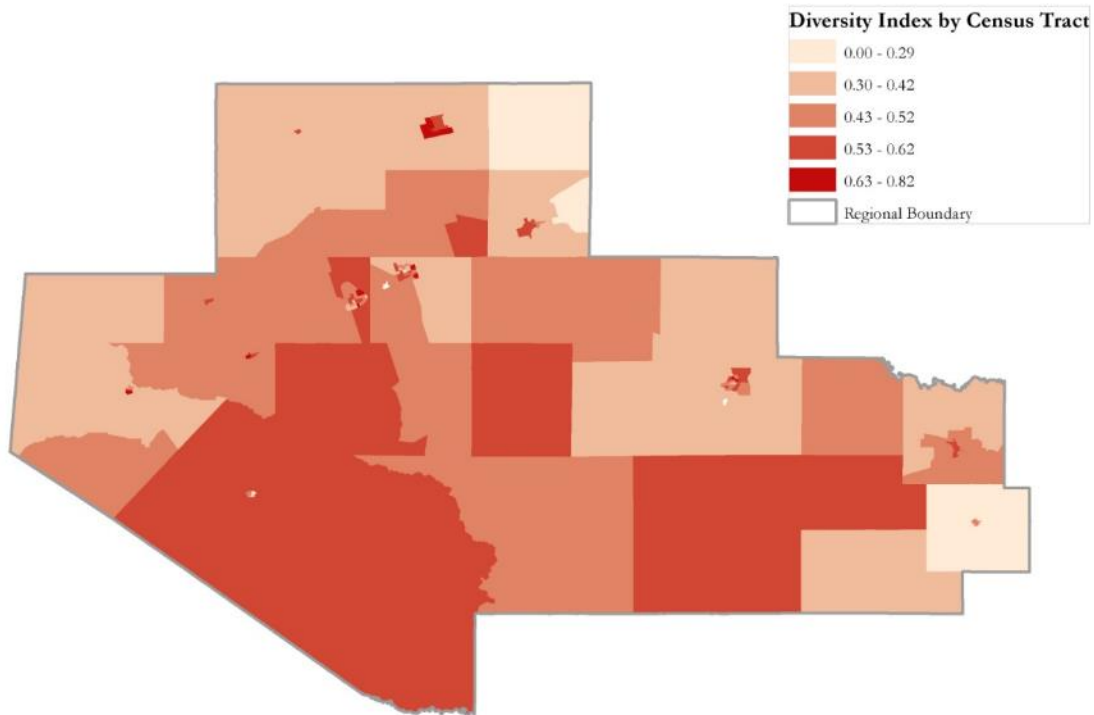 Diversity Index by Census Tract
0.00 - 0.29
0.30 - 0.42
0.43 - 0.52
0.53 - 0.62
0.63 - 0.82
Regional Boundary